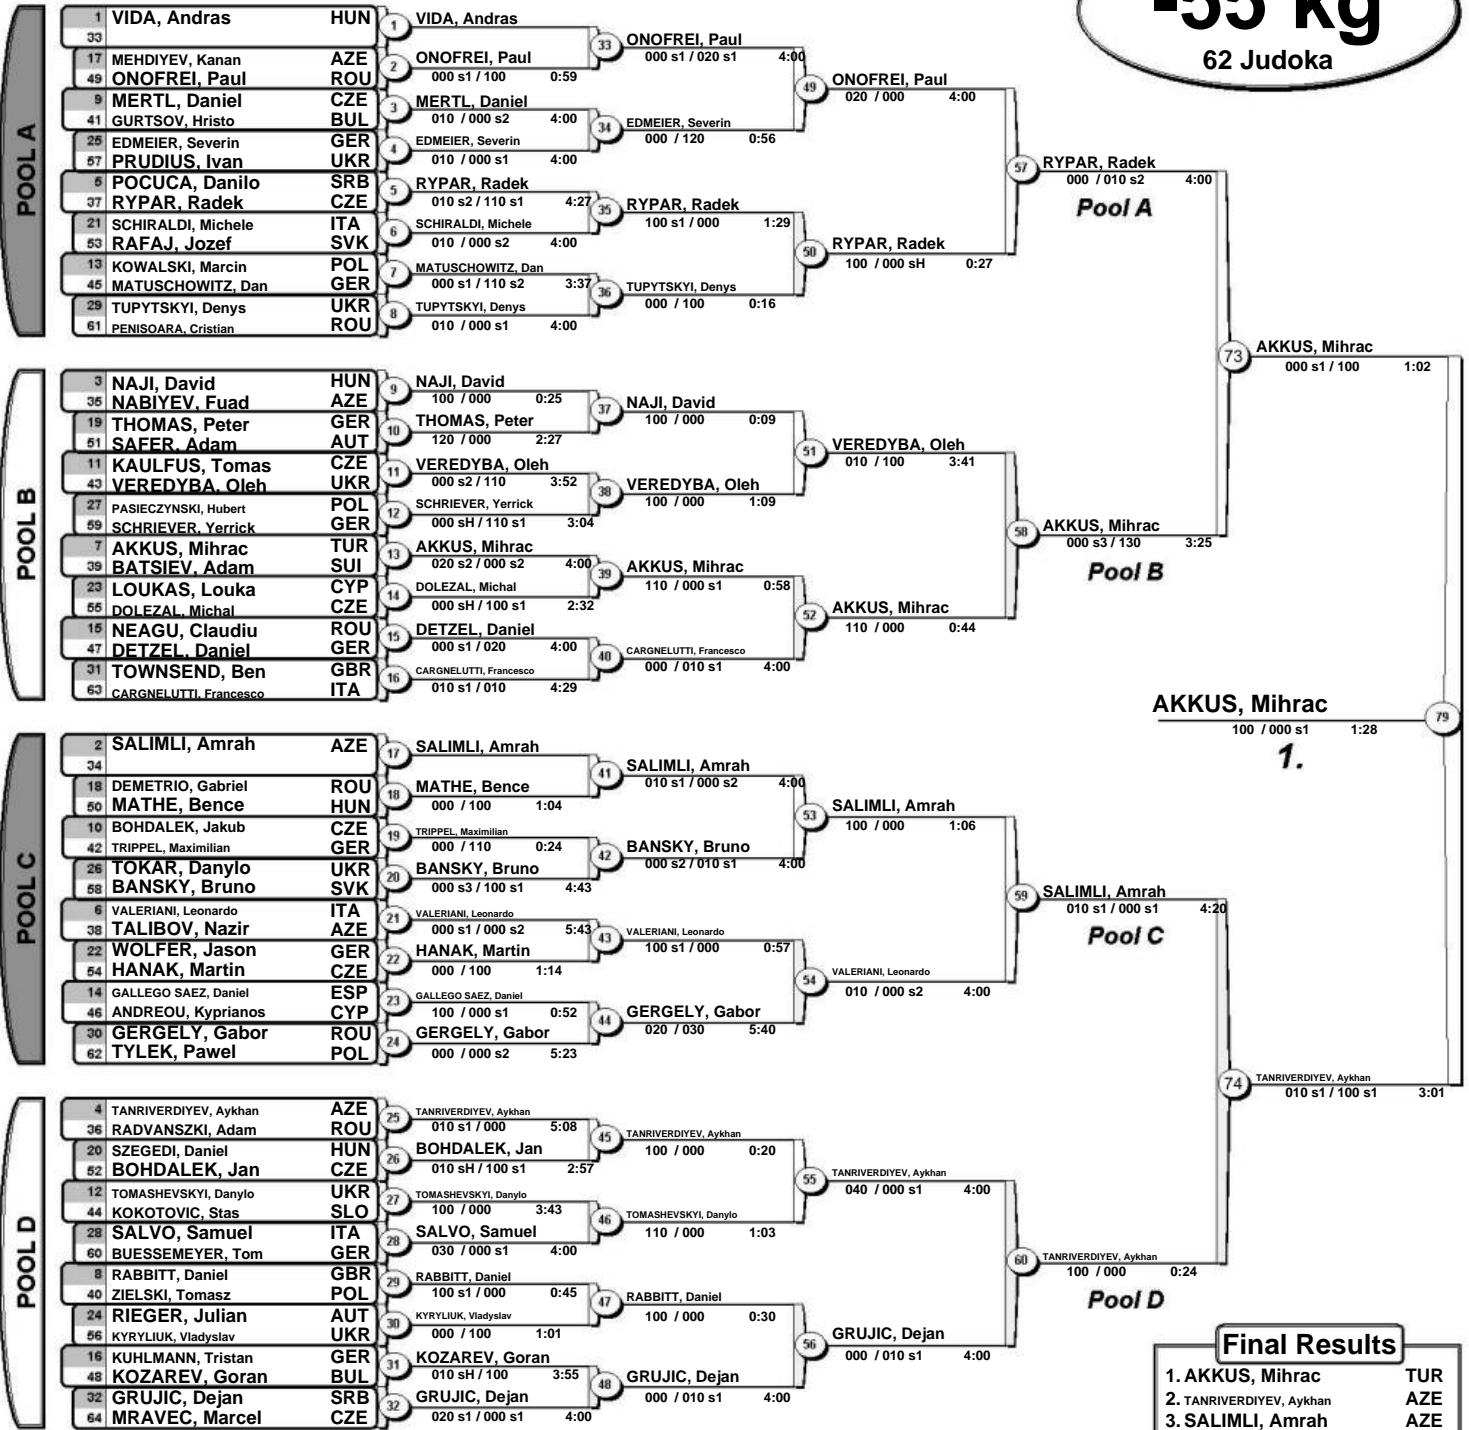 -55 kg
62 Judoka
POOL A
1 VIDA, Andras HUN
33
17 MEHDIYEV, Kanan AZE
49 ONOFREI, Paul ROU
9 MERTL, Daniel CZE
41 GURTSOV, Hristo BUL
25 EDMEIER, Severin GER
57 PRUDIUS, Ivan UKR
5 POCUCA, Danilo SRB
37 RYPAR, Radek CZE
21 SCHIRALDI, Michele ITA
53 RAFAJ, Jozef SVK
13 KOWALSKI, Marcin POL
45 MATUSCHOWITZ, Dan GER
29 TUPYTSKYI, Denys UKR
61 PENISOARA, Cristian ROU
1 VIDA, Andras
2 ONOFREI, Paul
000 s1 / 100 0:59
3 MERTL, Daniel
010 / 000 s2 4:00
4 EDMEIER, Severin
010 / 000 s1 4:00
5 RYPAR, Radek
010 s2 / 110 s1 4:27
6 SCHIRALDI, Michele
010 / 000 s2 4:00
7 MATUSCHOWITZ, Dan
000 s1 / 110 s2 3:37
8 TUPYTSKYI, Denys
010 / 000 s1 4:00
33 ONOFREI, Paul
000 s1 / 020 s1 4:00
34 EDMEIER, Severin
000 / 120 0:56
35 RYPAR, Radek
100 s1 / 000 1:29
36 TUPYTSKYI, Denys
000 / 100 0:16
49 ONOFREI, Paul
020 / 000 4:00
50 RYPAR, Radek
100 / 000 sH 0:27
57 RYPAR, Radek
000 / 010 s2 4:00
Pool A
POOL B
3 NAJI, David HUN
35 NABIYEV, Fuad AZE
19 THOMAS, Peter GER
51 SAFER, Adam AUT
11 KAULFUS, Tomas CZE
43 VEREDYBA, Oleh UKR
27 PASIECZYNSKI, Hubert POL
59 SCHRIEVER, Yerrick GER
7 AKKUS, Mihrac TUR
39 BATSIEV, Adam SUI
23 LOUKAS, Louka CYP
55 DOLEZAL, Michal CZE
15 NEAGU, Claudiu ROU
47 DETZEL, Daniel GER
31 TOWNSEND, Ben GBR
63 CARGNELUTTI, Francesco ITA
9 NAJI, David
100 / 000 0:25
10 THOMAS, Peter
120 / 000 2:27
11 VEREDYBA, Oleh
000 s2 / 110 3:52
12 SCHRIEVER, Yerrick
000 sH / 110 s1 3:04
13 AKKUS, Mihrac
020 s2 / 000 s2 4:00
14 DOLEZAL, Michal
000 sH / 100 s1 2:32
15 DETZEL, Daniel
000 s1 / 020 4:00
16 CARGNELUTTI, Francesco
010 s1 / 010 4:29
37 NAJI, David
100 / 000 0:09
38 VEREDYBA, Oleh
100 / 000 1:09
39 AKKUS, Mihrac
110 / 000 s1 0:58
40 CARGNELUTTI, Francesco
000 / 010 s1 4:00
51 VEREDYBA, Oleh
010 / 100 3:41
52 AKKUS, Mihrac
110 / 000 0:44
58 AKKUS, Mihrac
000 s3 / 130 3:25
Pool B
73 AKKUS, Mihrac
000 s1 / 100 1:02
AKKUS, Mihrac 79
100 / 000 s1 1:28
1.
POOL C
2 SALIMLI, Amrah AZE
34
18 DEMETRIO, Gabriel ROU
50 MATHE, Bence HUN
10 BOHDALEK, Jakub CZE
42 TRIPPEL, Maximilian GER
26 TOKAR, Danylo UKR
58 BANSKY, Bruno SVK
6 VALERIANI, Leonardo ITA
38 TALIBOV, Nazir AZE
22 WOLFER, Jason GER
54 HANAK, Martin CZE
14 GALLEGO SAEZ, Daniel ESP
46 ANDREOU, Kyprianos CYP
30 GERGELY, Gabor ROU
62 TYLEK, Pawel POL
17 SALIMLI, Amrah
18 MATHE, Bence
000 / 100 1:04
19 TRIPPEL, Maximilian
000 / 110 0:24
20 BANSKY, Bruno
000 s3 / 100 s1 4:43
21 VALERIANI, Leonardo
000 s1 / 000 s2 5:43
22 HANAK, Martin
000 / 100 1:14
23 GALLEGO SAEZ, Daniel
100 / 000 s1 0:52
24 GERGELY, Gabor
000 / 000 s2 5:23
41 SALIMLI, Amrah
010 s1 / 000 s2 4:00
42 BANSKY, Bruno
000 s2 / 010 s1 4:00
43 VALERIANI, Leonardo
100 s1 / 000 0:57
44 GERGELY, Gabor
020 / 030 5:40
53 SALIMLI, Amrah
100 / 000 1:06
54 VALERIANI, Leonardo
010 / 000 s2 4:00
59 SALIMLI, Amrah
010 s1 / 000 s1 4:20
Pool C
POOL D
4 TANRIVERDIYEV, Aykhan AZE
36 RADVANSZKI, Adam ROU
20 SZEGEDI, Daniel HUN
52 BOHDALEK, Jan CZE
12 TOMASHEVSKYI, Danylo UKR
44 KOKOTOVIC, Stas SLO
28 SALVO, Samuel ITA
60 BUESSEMEYER, Tom GER
8 RABBITT, Daniel GBR
40 ZIELSKI, Tomasz POL
24 RIEGER, Julian AUT
56 KYRYLIUK, Vladyslav UKR
16 KUHLMANN, Tristan GER
48 KOZAREV, Goran BUL
32 GRUJIC, Dejan SRB
64 MRAVEC, Marcel CZE
25 TANRIVERDIYEV, Aykhan
010 s1 / 000 5:08
26 BOHDALEK, Jan
010 sH / 100 s1 2:57
27 TOMASHEVSKYI, Danylo
100 / 000 3:43
28 SALVO, Samuel
030 / 000 s1 4:00
29 RABBITT, Daniel
100 s1 / 000 0:45
30 KYRYLIUK, Vladyslav
000 / 100 1:01
31 KOZAREV, Goran
010 sH / 100 3:55
32 GRUJIC, Dejan
020 s1 / 000 s1 4:00
45 TANRIVERDIYEV, Aykhan
100 / 000 0:20
46 TOMASHEVSKYI, Danylo
110 / 000 1:03
47 RABBITT, Daniel
100 / 000 0:30
48 GRUJIC, Dejan
000 / 010 s1 4:00
55 TANRIVERDIYEV, Aykhan
040 / 000 s1 4:00
56 GRUJIC, Dejan
000 / 010 s1 4:00
60 TANRIVERDIYEV, Aykhan
100 / 000 0:24
Pool D
74 TANRIVERDIYEV, Aykhan
010 s1 / 100 s1 3:01
Final Results
1. AKKUS, Mihrac TUR
2. TANRIVERDIYEV, Aykhan AZE
3. SALIMLI, Amrah AZE